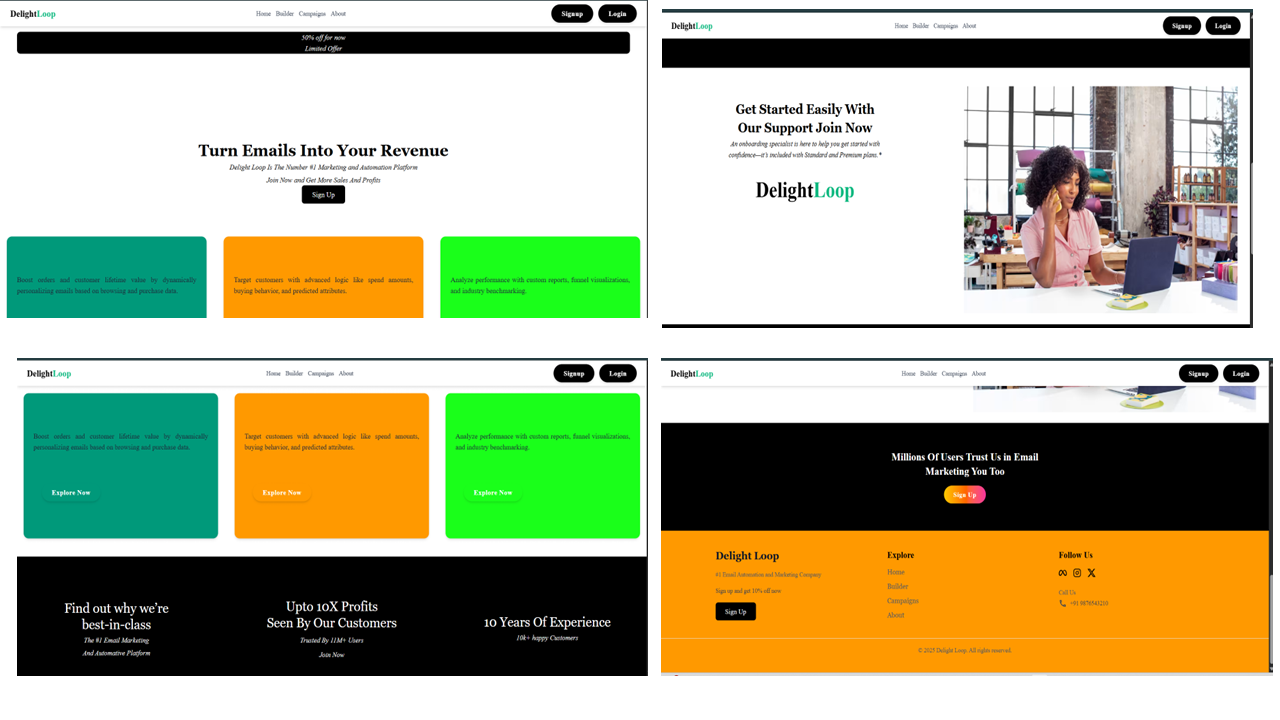 DelightLoop
Home Builder Campaigns About
Signup Login
50% off for now
Limited Offer
Turn Emails Into Your Revenue
Delight Loop Is The Number #1 Marketing and Automation Platform
Join Now and Get More Sales And Profits
Sign Up
Boost orders and customer lifetime value by dynamically
personalizing emails based on browsing and purchase data.
Target customers with advanced logic like spend amounts,
buying behavior, and predicted attributes.
Analyze performance with custom reports, funnel visualizations,
and industry benchmarking.
DelightLoop
Home Builder Campaigns About
Signup Login
Get Started Easily With
Our Support Join Now
An onboarding specialist is here to help you get started with
confidence—it's included with Standard and Premium plans.*
DelightLoop
DelightLoop
Home Builder Campaigns About
Signup Login
Boost orders and customer lifetime value by dynamically
personalizing emails based on browsing and purchase data.
Explore Now
Target customers with advanced logic like spend amounts,
buying behavior, and predicted attributes.
Explore Now
Analyze performance with custom reports, funnel visualizations,
and industry benchmarking.
Explore Now
Find out why we're
best-in-class
The #1 Email Marketing
And Automative Platform
Upto 10X Profits
Seen By Our Customers
Trusted By 11M+ Users
Join Now
10 Years Of Experience
10k+ happy Customers
DelightLoop
Home Builder Campaigns About
Signup Login
Millions Of Users Trust Us in Email
Marketing You Too
Sign Up
Delight Loop
#1 Email Automation and Marketing Company
Sign up and get 10% off now
Sign Up
Explore
Home
Builder
Campaigns
About
Follow Us
Call Us
+91 9876543210
© 2025 Delight Loop. All rights reserved.